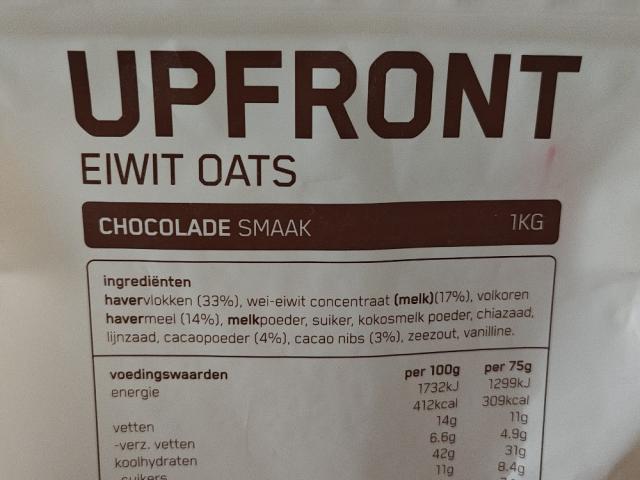 UPFRONT
EIWIT OATS
CHOCOLADE SMAAK 1KG
ingrediënten
havervlokken (33%), wei-eiwit concentraat (melk)(17%), volkoren
havermeel (14%), melkpoeder, suiker, kokosmelk poeder, chiazaad,
lijnzaad, cacaopoeder (4%), cacao nibs (3%), zeezout, vanilline.
voedingswaarden per 100g per 75g
energie 1732kJ 1299kJ
412kcal 309kcal
vetten 14g 11g
-verz. vetten 6.6g 4.9g
koolhydraten 42g 31g
-suikers 11g 8.4g